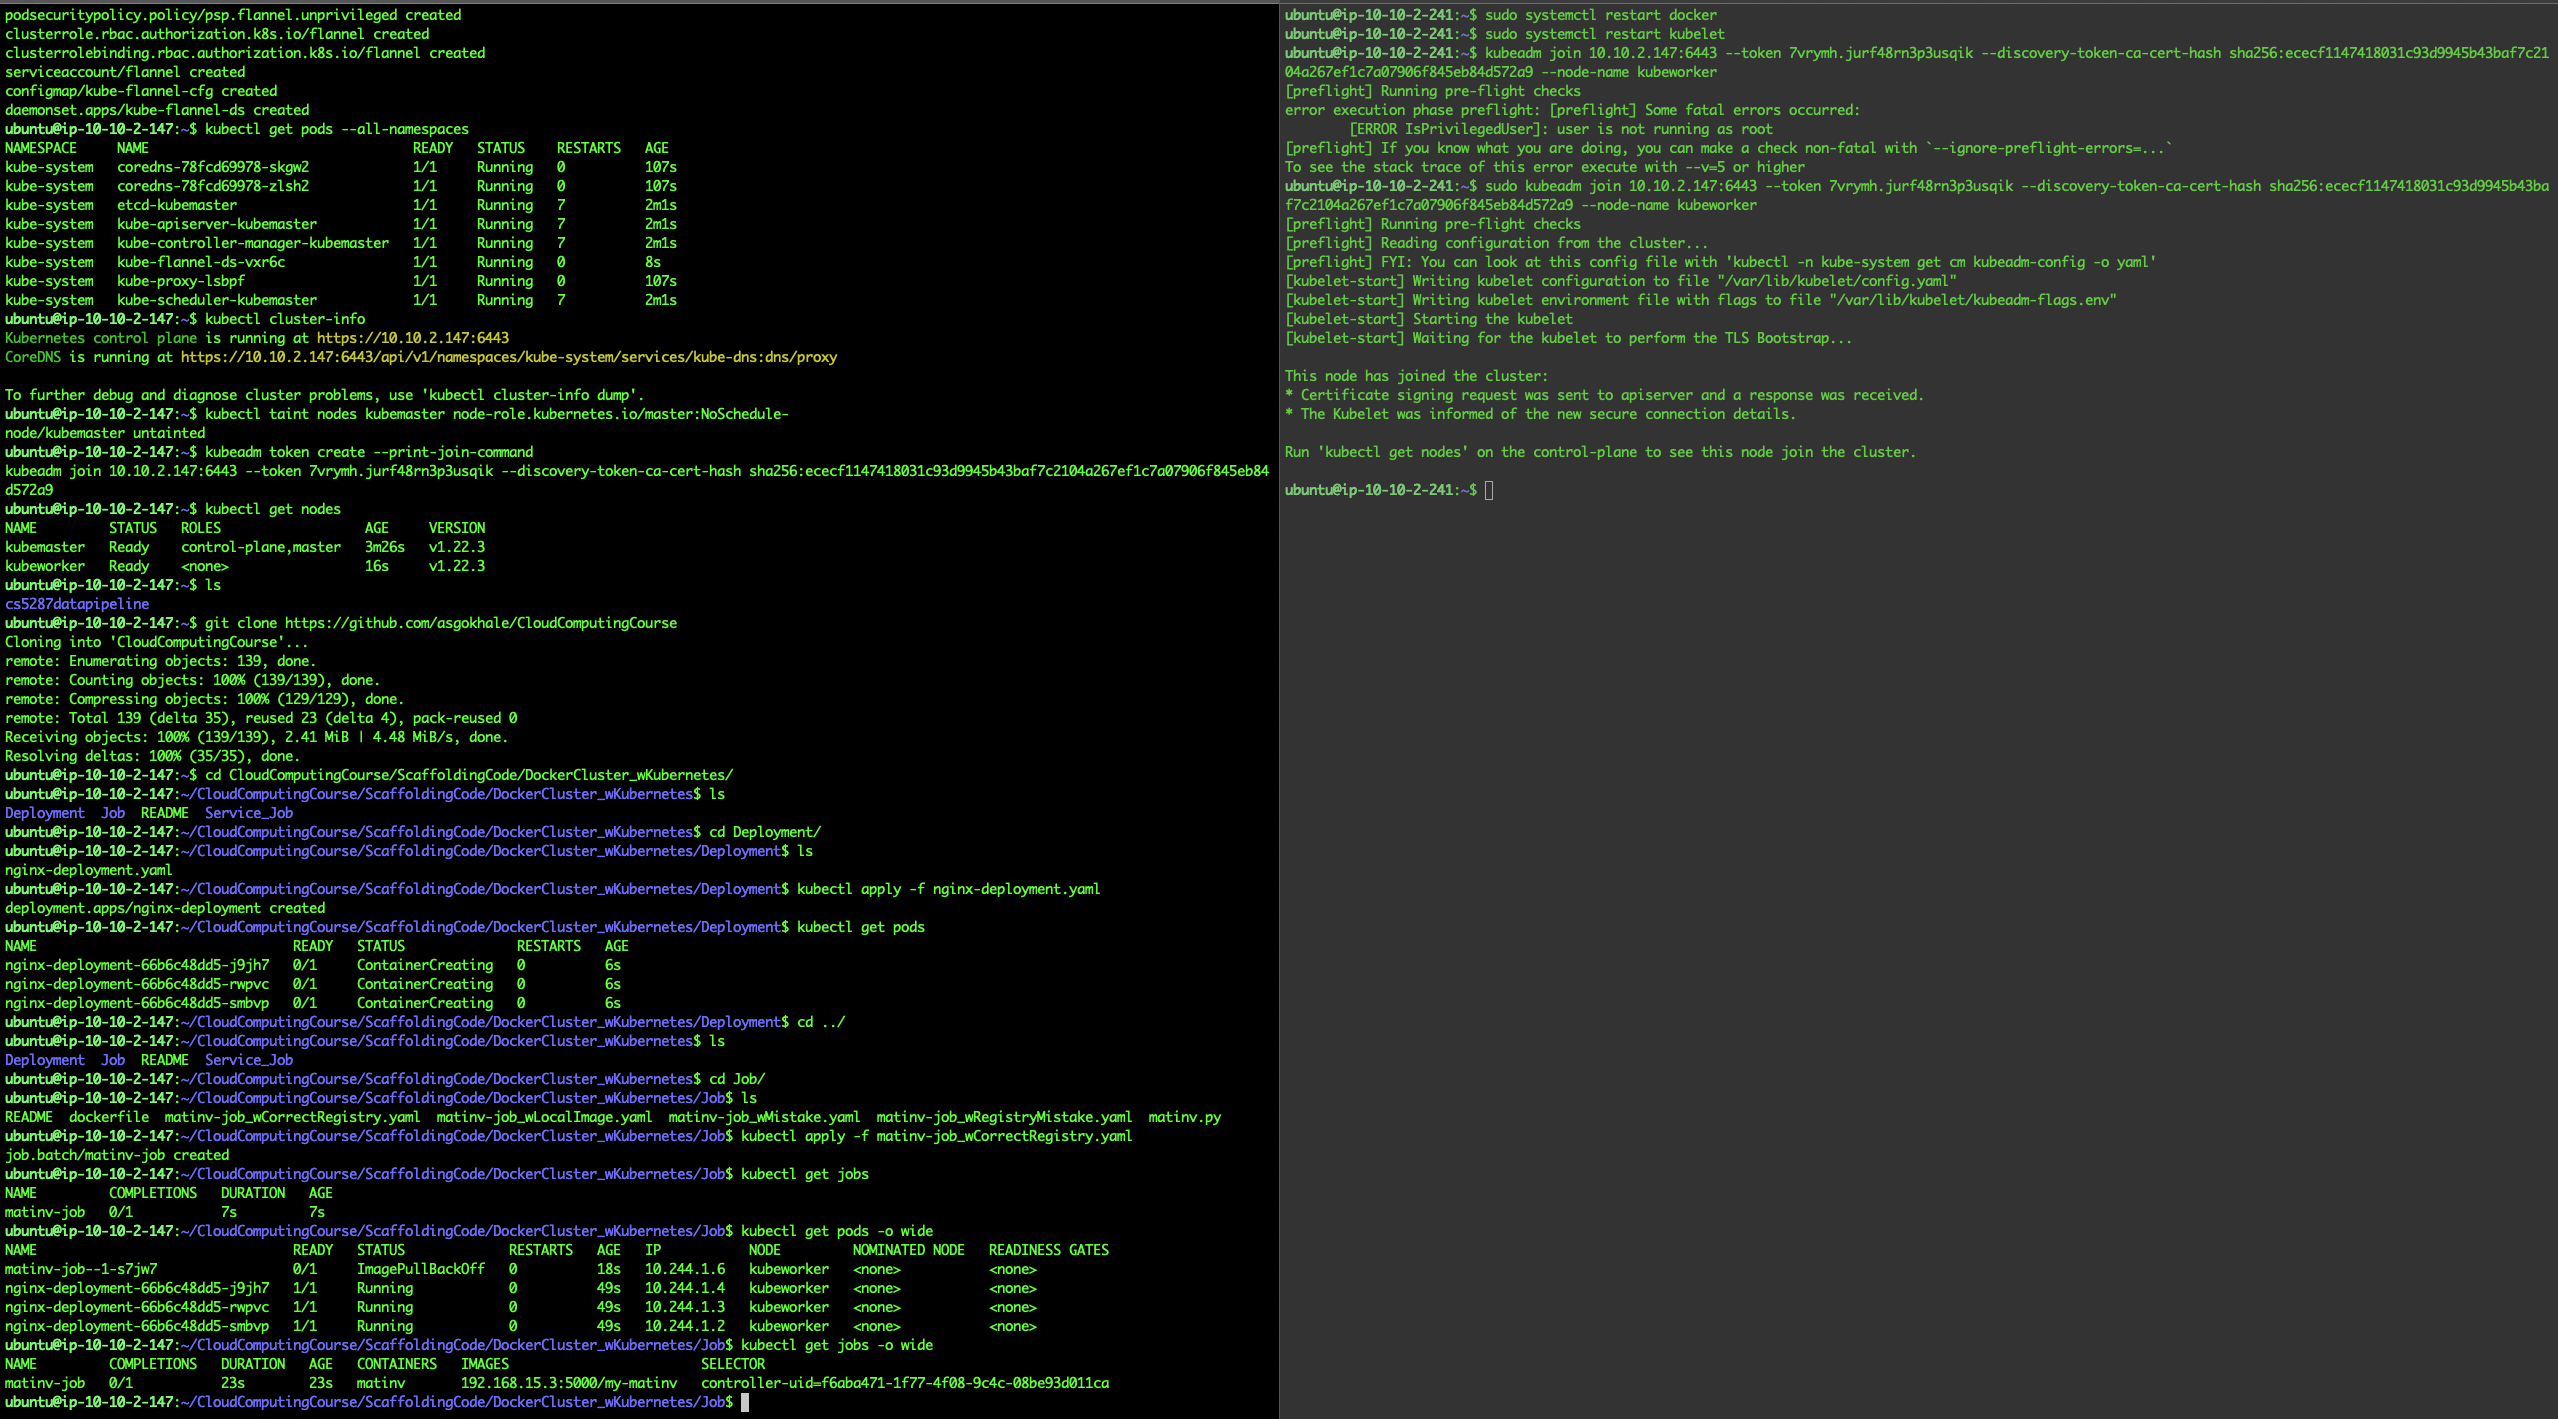 podsecuritypolicy.policy/psp.flannel.unprivileged created
clusterrole.rbac.authorization.k8s.io/flannel created
clusterrolebinding.rbac.authorization.k8s.io/flannel created
serviceaccount/flannel created
configmap/kube-flannel-cfg created
daemonset.apps/kube-flannel-ds created
ubuntu@ip-10-10-2-147:~$ kubectl get pods --all-namespaces
NAMESPACE     NAME                                 READY   STATUS    RESTARTS   AGE
kube-system   coredns-78fcd69978-skgw2             1/1     Running   0          107s
kube-system   coredns-78fcd69978-zlsh2             1/1     Running   0          107s
kube-system   etcd-kubemaster                      1/1     Running   7          2m1s
kube-system   kube-apiserver-kubemaster            1/1     Running   7          2m1s
kube-system   kube-controller-manager-kubemaster   1/1     Running   7          2m1s
kube-system   kube-flannel-ds-vxr6c                1/1     Running   0          8s
kube-system   kube-proxy-lsbpf                     1/1     Running   0          107s
kube-system   kube-scheduler-kubemaster            1/1     Running   7          2m1s
ubuntu@ip-10-10-2-147:~$ kubectl cluster-info
Kubernetes control plane is running at https://10.10.2.147:6443
CoreDNS is running at https://10.10.2.147:6443/api/v1/namespaces/kube-system/services/kube-dns:dns/proxy

To further debug and diagnose cluster problems, use 'kubectl cluster-info dump'.
ubuntu@ip-10-10-2-147:~$ kubectl taint nodes kubemaster node-role.kubernetes.io/master:NoSchedule-
node/kubemaster untainted
ubuntu@ip-10-10-2-147:~$ kubeadm token create --print-join-command
kubeadm join 10.10.2.147:6443 --token 7vrymh.jurf48rn3p3usqik --discovery-token-ca-cert-hash sha256:ececf1147418031c93d9945b43baf7c2104a267ef1c7a07906f845eb84
d572a9
ubuntu@ip-10-10-2-147:~$ kubectl get nodes
NAME         STATUS   ROLES                  AGE     VERSION
kubemaster   Ready    control-plane,master   3m26s   v1.22.3
kubeworker   Ready    <none>                 16s     v1.22.3
ubuntu@ip-10-10-2-147:~$ ls
cs5287datapipeline
ubuntu@ip-10-10-2-147:~$ git clone https://github.com/asgokhale/CloudComputingCourse
Cloning into 'CloudComputingCourse'...
remote: Enumerating objects: 139, done.
remote: Counting objects: 100% (139/139), done.
remote: Compressing objects: 100% (129/129), done.
remote: Total 139 (delta 35), reused 23 (delta 4), pack-reused 0
Receiving objects: 100% (139/139), 2.41 MiB | 4.48 MiB/s, done.
Resolving deltas: 100% (35/35), done.
ubuntu@ip-10-10-2-147:~$ cd CloudComputingCourse/ScaffoldingCode/DockerCluster_wKubernetes/
ubuntu@ip-10-10-2-147:~/CloudComputingCourse/ScaffoldingCode/DockerCluster_wKubernetes$ ls
Deployment  Job  README  Service_Job
ubuntu@ip-10-10-2-147:~/CloudComputingCourse/ScaffoldingCode/DockerCluster_wKubernetes$ cd Deployment/
ubuntu@ip-10-10-2-147:~/CloudComputingCourse/ScaffoldingCode/DockerCluster_wKubernetes/Deployment$ ls
nginx-deployment.yaml
ubuntu@ip-10-10-2-147:~/CloudComputingCourse/ScaffoldingCode/DockerCluster_wKubernetes/Deployment$ kubectl apply -f nginx-deployment.yaml
deployment.apps/nginx-deployment created
ubuntu@ip-10-10-2-147:~/CloudComputingCourse/ScaffoldingCode/DockerCluster_wKubernetes/Deployment$ kubectl get pods
NAME                                READY   STATUS              RESTARTS   AGE
nginx-deployment-66b6c48dd5-j9jh7   0/1     ContainerCreating   0          6s
nginx-deployment-66b6c48dd5-rwpvc   0/1     ContainerCreating   0          6s
nginx-deployment-66b6c48dd5-smbvp   0/1     ContainerCreating   0          6s
ubuntu@ip-10-10-2-147:~/CloudComputingCourse/ScaffoldingCode/DockerCluster_wKubernetes/Deployment$ cd ../
ubuntu@ip-10-10-2-147:~/CloudComputingCourse/ScaffoldingCode/DockerCluster_wKubernetes$ ls
Deployment  Job  README  Service_Job
ubuntu@ip-10-10-2-147:~/CloudComputingCourse/ScaffoldingCode/DockerCluster_wKubernetes$ cd Job/
ubuntu@ip-10-10-2-147:~/CloudComputingCourse/ScaffoldingCode/DockerCluster_wKubernetes/Job$ ls
README  dockerfile  matinv-job_wCorrectRegistry.yaml  matinv-job_wLocalImage.yaml  matinv-job_wMistake.yaml  matinv-job_wRegistryMistake.yaml  matinv.py
ubuntu@ip-10-10-2-147:~/CloudComputingCourse/ScaffoldingCode/DockerCluster_wKubernetes/Job$ kubectl apply -f matinv-job_wCorrectRegistry.yaml
job.batch/matinv-job created
ubuntu@ip-10-10-2-147:~/CloudComputingCourse/ScaffoldingCode/DockerCluster_wKubernetes/Job$ kubectl get jobs
NAME         COMPLETIONS   DURATION   AGE
matinv-job   0/1           7s         7s
ubuntu@ip-10-10-2-147:~/CloudComputingCourse/ScaffoldingCode/DockerCluster_wKubernetes/Job$ kubectl get pods -o wide
NAME                                READY   STATUS             RESTARTS   AGE   IP           NODE         NOMINATED NODE   READINESS GATES
matinv-job--1-s7jw7                 0/1     ImagePullBackOff   0          18s   10.244.1.6   kubeworker   <none>           <none>
nginx-deployment-66b6c48dd5-j9jh7   1/1     Running            0          49s   10.244.1.4   kubeworker   <none>           <none>
nginx-deployment-66b6c48dd5-rwpvc   1/1     Running            0          49s   10.244.1.3   kubeworker   <none>           <none>
nginx-deployment-66b6c48dd5-smbvp   1/1     Running            0          49s   10.244.1.2   kubeworker   <none>           <none>
ubuntu@ip-10-10-2-147:~/CloudComputingCourse/ScaffoldingCode/DockerCluster_wKubernetes/Job$ kubectl get jobs -o wide
NAME         COMPLETIONS   DURATION   AGE   CONTAINERS   IMAGES                        SELECTOR
matinv-job   0/1           23s        23s   matinv       192.168.15.3:5000/my-matinv   controller-uid=f6aba471-1f77-4f08-9c4c-08be93d011ca
ubuntu@ip-10-10-2-147:~/CloudComputingCourse/ScaffoldingCode/DockerCluster_wKubernetes/Job$
ubuntu@ip-10-10-2-241:~$ sudo systemctl restart docker
ubuntu@ip-10-10-2-241:~$ sudo systemctl restart kubelet
ubuntu@ip-10-10-2-241:~$ kubeadm join 10.10.2.147:6443 --token 7vrymh.jurf48rn3p3usqik --discovery-token-ca-cert-hash sha256:ececf1147418031c93d9945b43baf7c21
04a267ef1c7a07906f845eb84d572a9 --node-name kubeworker
[preflight] Running pre-flight checks
error execution phase preflight: [preflight] Some fatal errors occurred:
        [ERROR IsPrivilegedUser]: user is not running as root
[preflight] If you know what you are doing, you can make a check non-fatal with `--ignore-preflight-errors=...`
To see the stack trace of this error execute with --v=5 or higher
ubuntu@ip-10-10-2-241:~$ sudo kubeadm join 10.10.2.147:6443 --token 7vrymh.jurf48rn3p3usqik --discovery-token-ca-cert-hash sha256:ececf1147418031c93d9945b43ba
f7c2104a267ef1c7a07906f845eb84d572a9 --node-name kubeworker
[preflight] Running pre-flight checks
[preflight] Reading configuration from the cluster...
[preflight] FYI: You can look at this config file with 'kubectl -n kube-system get cm kubeadm-config -o yaml'
[kubelet-start] Writing kubelet configuration to file "/var/lib/kubelet/config.yaml"
[kubelet-start] Writing kubelet environment file with flags to file "/var/lib/kubelet/kubeadm-flags.env"
[kubelet-start] Starting the kubelet
[kubelet-start] Waiting for the kubelet to perform the TLS Bootstrap...

This node has joined the cluster:
* Certificate signing request was sent to apiserver and a response was received.
* The Kubelet was informed of the new secure connection details.

Run 'kubectl get nodes' on the control-plane to see this node join the cluster.

ubuntu@ip-10-10-2-241:~$